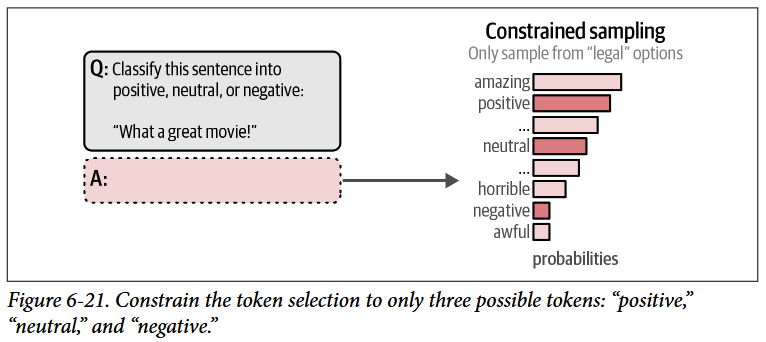 Constrained sampling
Only sample from "legal" options
Q: Classify this sentence into
positive, neutral, or negative:
“What a great movie!”
A:
amazing
positive
...
neutral
...
horrible
negative
awful
probabilities
Figure 6-21. Constrain the token selection to only three possible tokens: “positive,”
“neutral,” and “negative.”